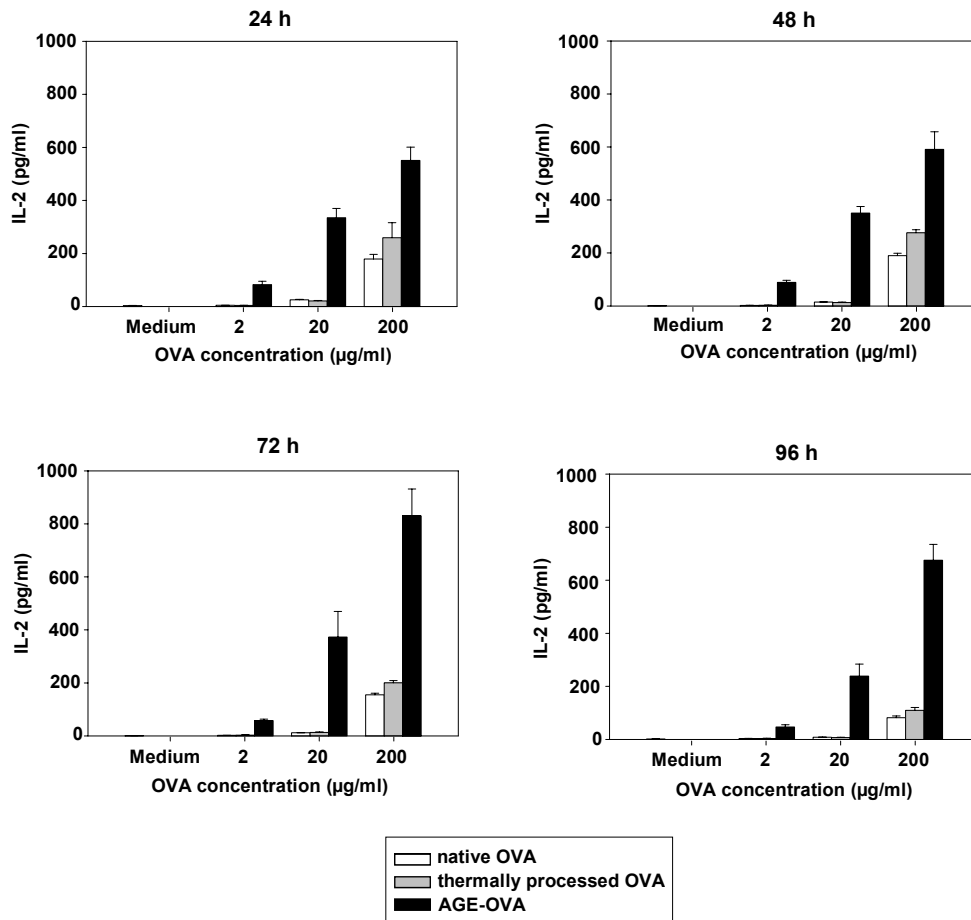 24 h
1000
800
600
400
200
0
IL-2 (pg/ml)
Medium 2 20 200
OVA concentration (µg/ml)
48 h
1000
800
600
400
200
0
IL-2 (pg/ml)
Medium 2 20 200
OVA concentration (µg/ml)
72 h
1000
800
600
400
200
0
IL-2 (pg/ml)
Medium 2 20 200
OVA concentration (µg/ml)
96 h
1000
800
600
400
200
0
IL-2 (pg/ml)
Medium 2 20 200
OVA concentration (µg/ml)
native OVA
thermally processed OVA
AGE-OVA